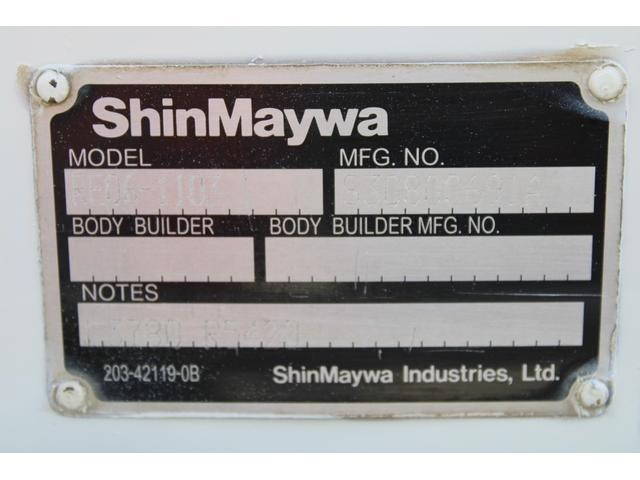 ShinMaywa
MODEL MFG. NO.
BODY BUILDER BODY BUILDER MFG. NO.
NOTES
203-42119-0B ShinMaywa Industries, Ltd.